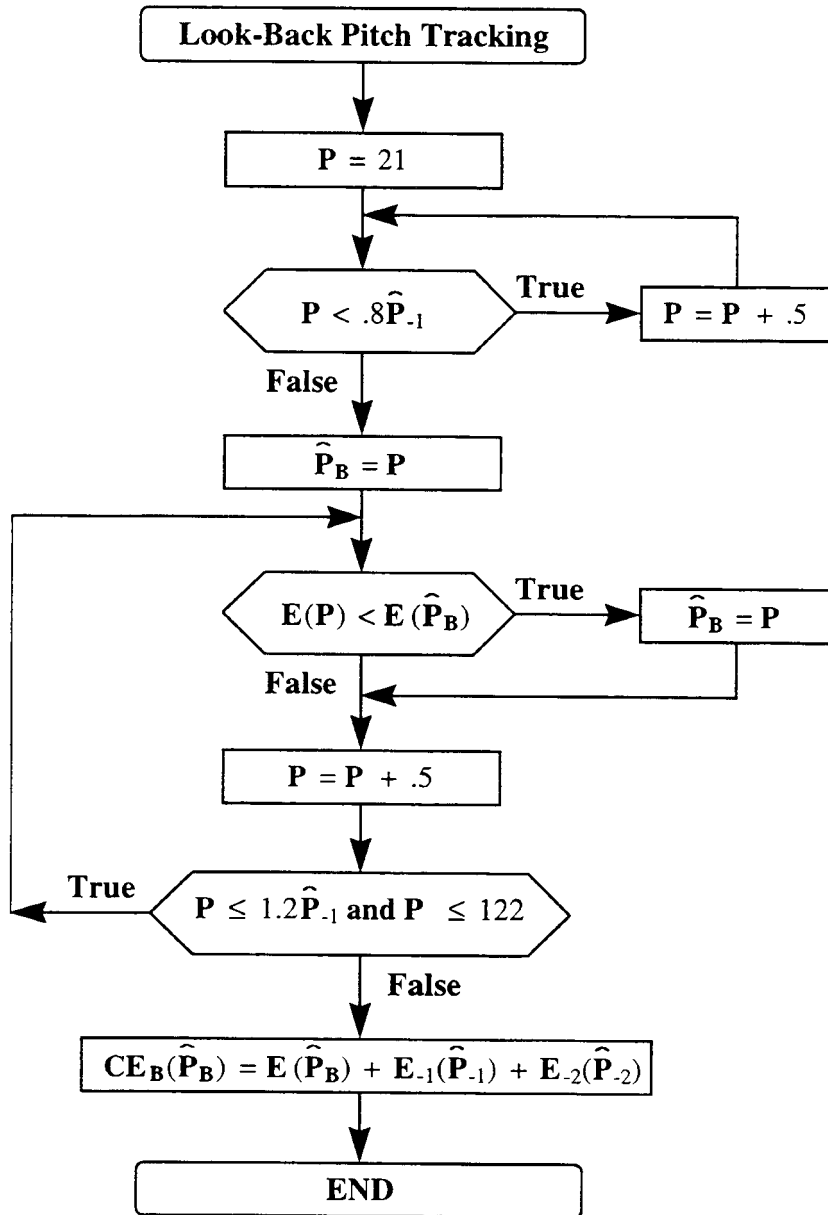 Look-Back Pitch Tracking
P = 21
P < .8P̂₋₁
True
P = P + .5
False
P̂_B = P
E(P) < E(P̂_B)
True
P̂_B = P
False
P = P + .5
True
P ≤ 1.2P̂₋₁ and P ≤ 122
False
CE_B(P̂_B) = E(P̂_B) + E₋₁(P̂₋₁) + E₋₂(P̂₋₂)
END